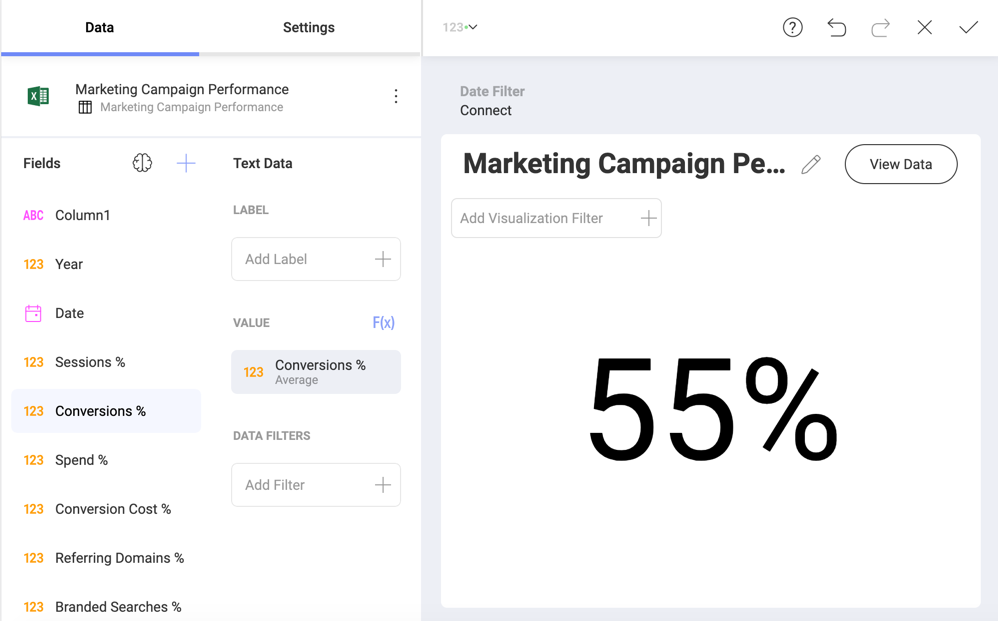 Data
Settings
Marketing Campaign Performance
Marketing Campaign Performance
Fields
ABC Column1
123 Year
Date
123 Sessions %
123 Conversions %
123 Spend %
123 Conversion Cost %
123 Referring Domains %
123 Branded Searches %
Text Data
LABEL
Add Label
VALUE
F(x)
123 Conversions %
Average
DATA FILTERS
Add Filter
123
Date Filter
Connect
Marketing Campaign Pe...
View Data
Add Visualization Filter
55%